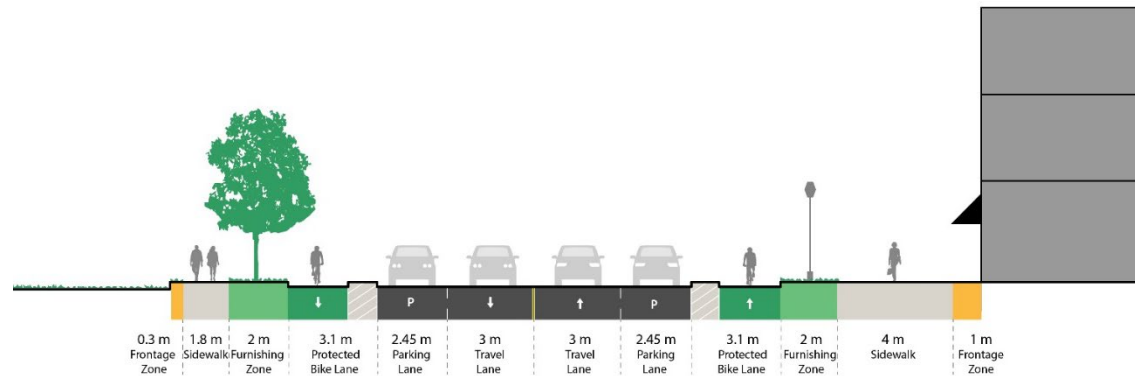 P
P
0.3 m
Frontage
Zone
1.8 m
Sidewalk
2 m
Furnishing
Zone
3.1 m
Protected
Bike Lane
2.45 m
Parking
Lane
3 m
Travel
Lane
3 m
Travel
Lane
2.45 m
Parking
Lane
3.1 m
Protected
Bike Lane
2 m
Furnishing
Zone
4 m
Sidewalk
1 m
Frontage
Zone